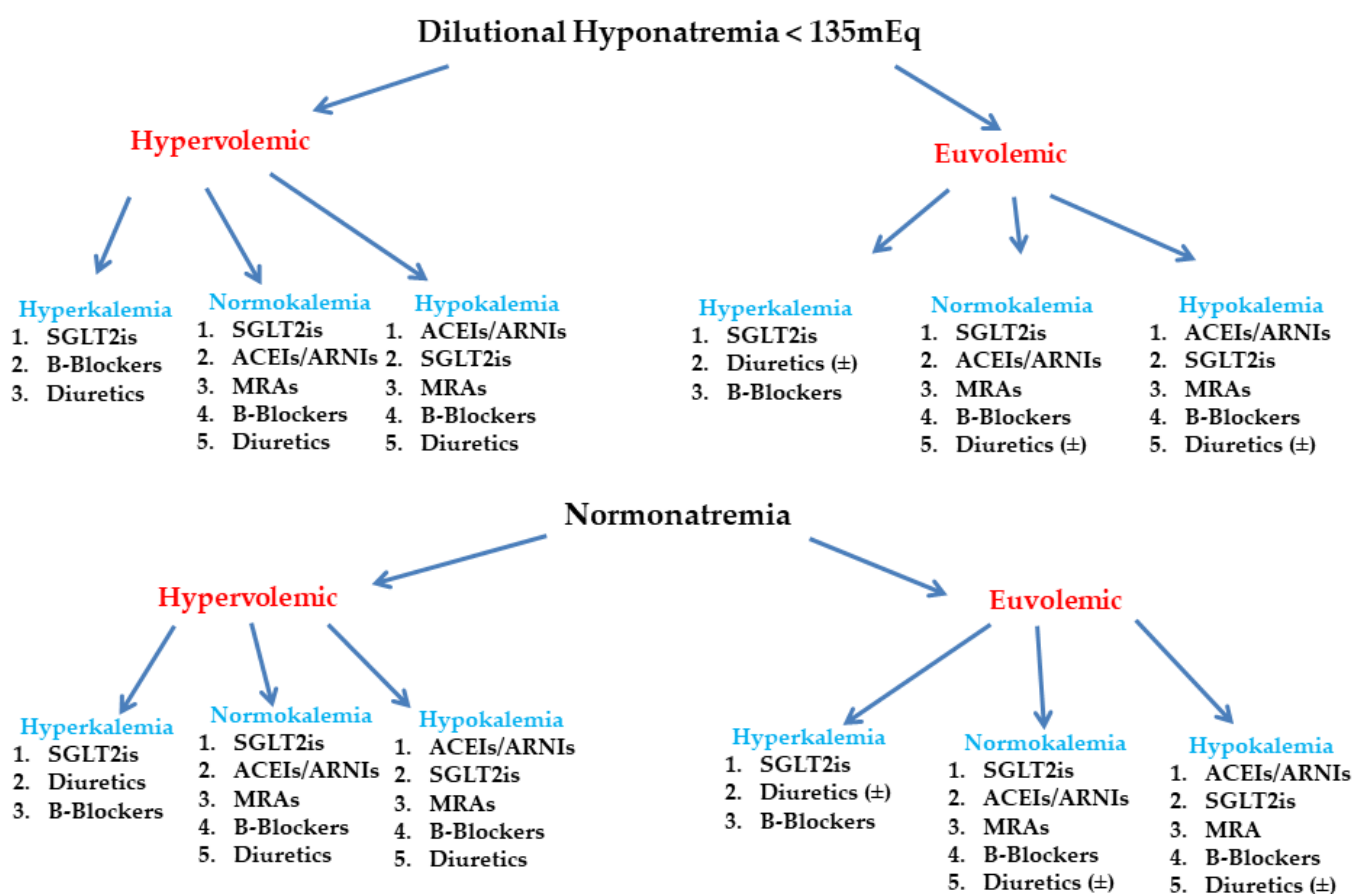 Dilutional Hyponatremia < 135mEq
Hypervolemic
Euvolemic
Hyperkalemia
1. SGLT2is
2. B-Blockers
3. Diuretics
Normokalemia
1. SGLT2is
2. ACEIs/ARNIs
3. MRAs
4. B-Blockers
5. Diuretics
Hypokalemia
1. ACEIs/ARNIs
2. SGLT2is
3. MRAs
4. B-Blockers
5. Diuretics
Hyperkalemia
1. SGLT2is
2. Diuretics (±)
3. B-Blockers
Normokalemia
1. SGLT2is
2. ACEIs/ARNIs
3. MRAs
4. B-Blockers
5. Diuretics (±)
Hypokalemia
1. ACEIs/ARNIs
2. SGLT2is
3. MRAs
4. B-Blockers
5. Diuretics (±)
Normonatremia
Hypervolemic
Euvolemic
Hyperkalemia
1. SGLT2is
2. Diuretics
3. B-Blockers
Normokalemia
1. SGLT2is
2. ACEIs/ARNIs
3. MRAs
4. B-Blockers
5. Diuretics
Hypokalemia
1. ACEIs/ARNIs
2. SGLT2is
3. MRAs
4. B-Blockers
5. Diuretics
Hyperkalemia
1. SGLT2is
2. Diuretics (±)
3. B-Blockers
Normokalemia
1. SGLT2is
2. ACEIs/ARNIs
3. MRAs
4. B-Blockers
5. Diuretics (±)
Hypokalemia
1. ACEIs/ARNIs
2. SGLT2is
3. MRA
4. B-Blockers
5. Diuretics (±)